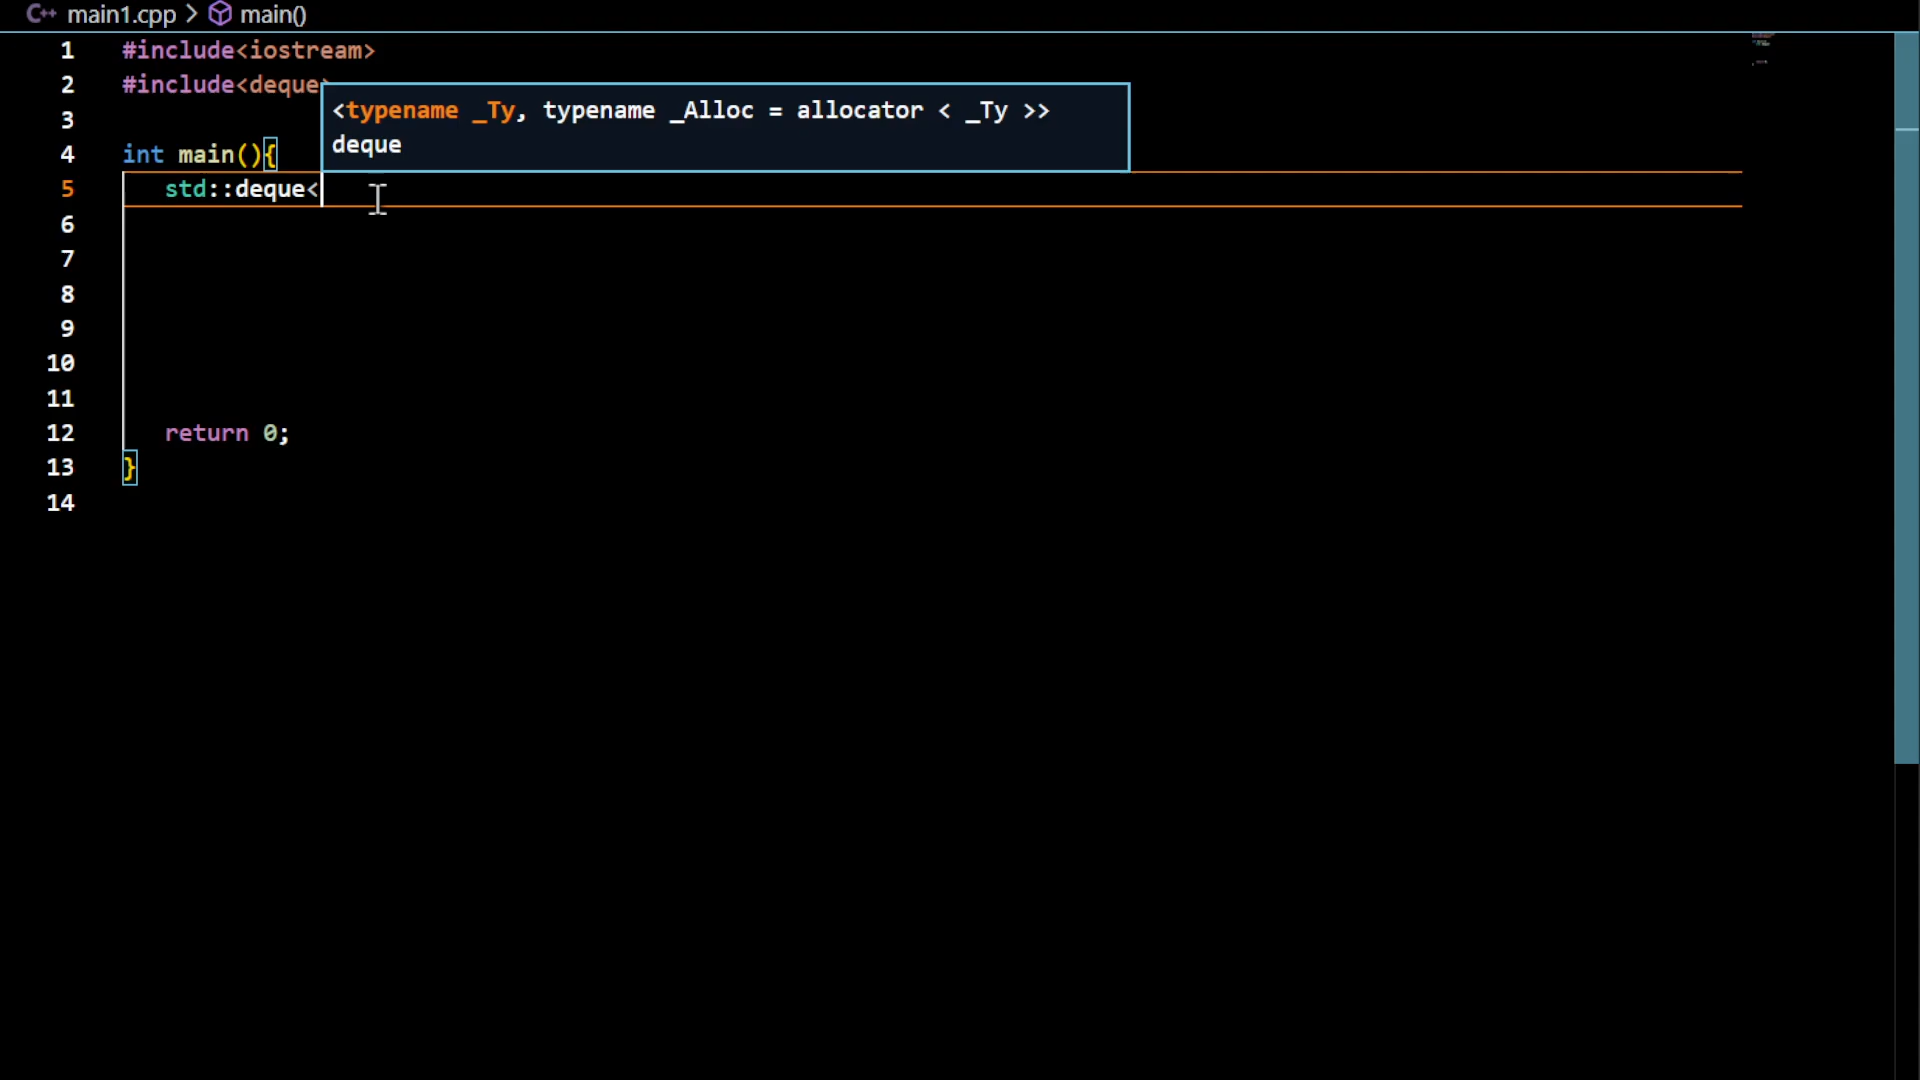 C++ main1.cpp > main()
1 #include<iostream>
2 #include<deque>
<typename _Ty, typename _Alloc = allocator < _Ty >>
deque
3
4 int main(){
5 std::deque<
6
7
8
9
10
11
12 return 0;
13 }
14